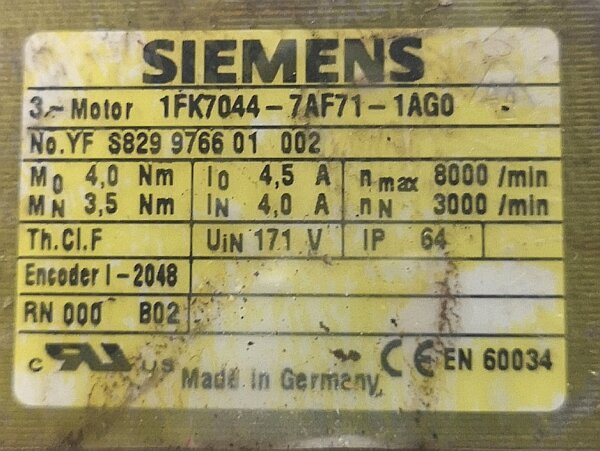 SIEMENS
3~Motor 1FK7044-7AF71-1AG0
No.YF S829 9766 01 002
M0 4,0 Nm I0 4,5 A nmax 8000 /min
MN 3,5 Nm IN 4,0 A nN 3000 /min
Th.Cl.F UiN 171 V IP 64
Encoder I-2048
RN 000 B02
c RU us Made in Germany CE EN 60034